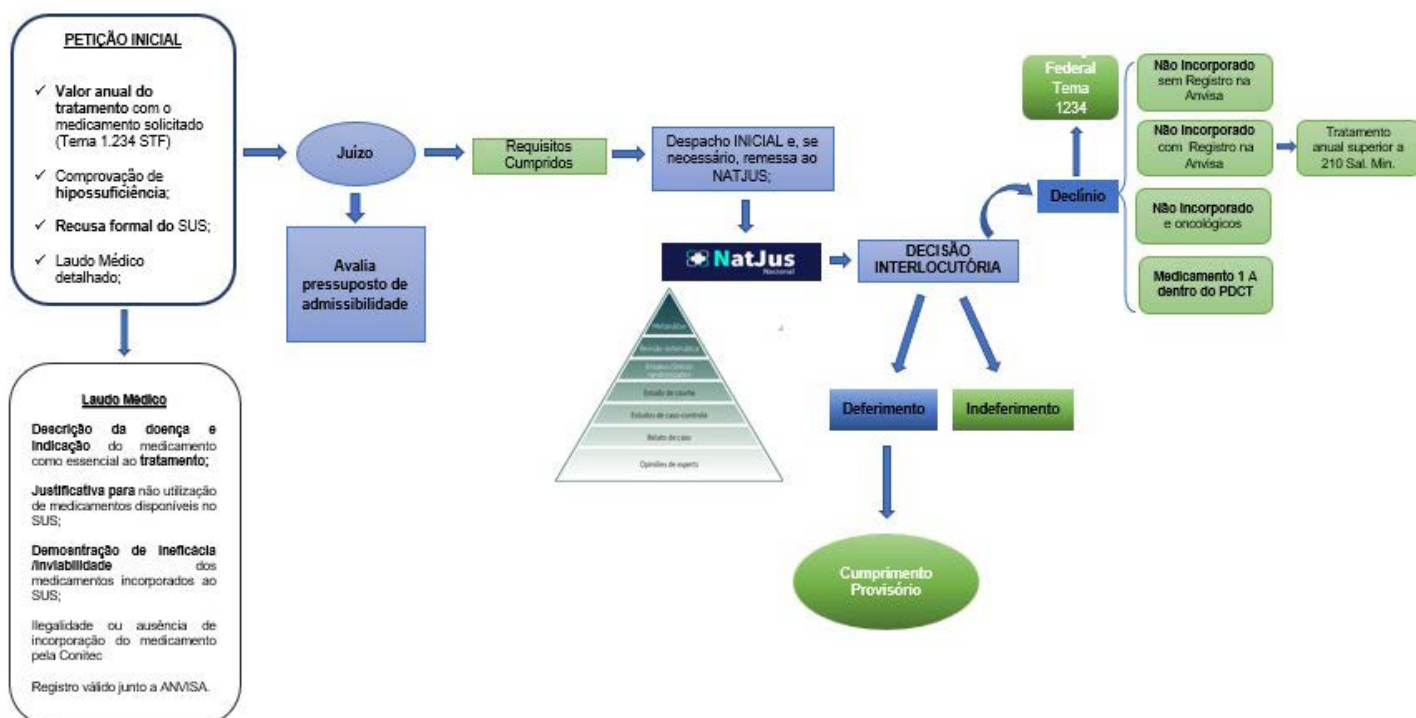 PETIÇÃO INICIAL
✓ Valor anual do
tratamento com o
medicamento solicitado
(Tema 1.234 STF)
✓ Comprovação de
hipossuficiência;
✓ Recusa formal do SUS;
✓ Laudo Médico
detalhado;
Laudo Médico
Descrição da doença e
Indicação do medicamento
como essencial ao tratamento;
Justificativa para não utilização
de medicamentos disponíveis no
SUS;
Demosntração de Ineficácia
/Inviabilidade dos
medicamentos incorporados ao
SUS;
Ilegalidade ou ausência de
incorporação do medicamento
pela Conitec
Registro válido junto a ANVISA.
Juízo
Avalia
pressuposto de
admissibilidade
Requisitos
Cumpridos
Despacho INICIAL e, se
necessário, remessa ao
NATJUS;
NatJus
Nacional
Metanálise
Revisão sistemática
Ensaios clínicos
randomizados
Estudo de coorte
Estudos de caso-controle
Relato de caso
Opiniões de experts
DECISÃO
INTERLOCUTÓRIA
Deferimento
Indeferimento
Cumprimento
Provisório
Declínio
Federal
Tema
1234
Não Incorporado
sem Registro na
Anvisa
Não Incorporado
com Registro na
Anvisa
Tratamento
anual superior a
210 Sal. Min.
Não Incorporado
e oncológicos
Medicamento 1 A
dentro do PDCT